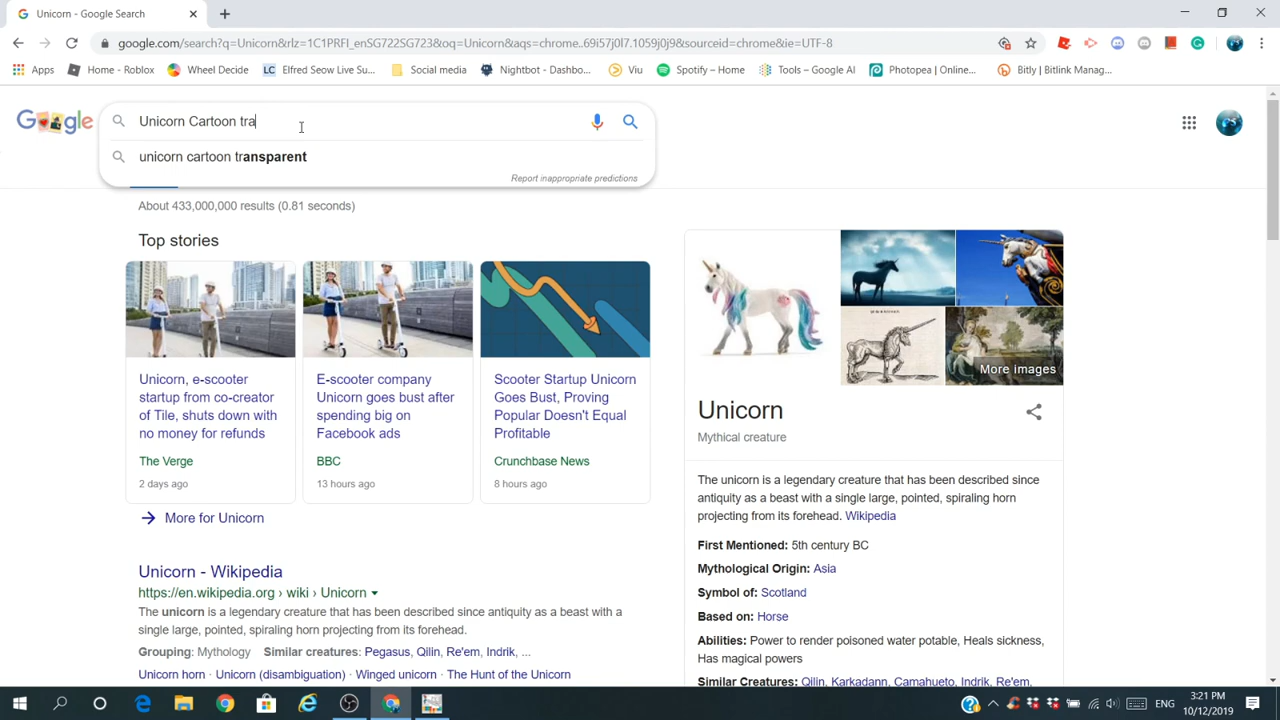 Unicorn - Google Search
google.com/search?q=Unicorn&rlz=1C1PRFI_enSG722SG723&oq=Unicorn&aqs=chrome..69i57j0l7.1059j0j9&sourceid=chrome&ie=UTF-8
Apps Home - Roblox Wheel Decide LC Elfred Seow Live Su... Social media Nightbot - Dashbo... Viu Spotify – Home Tools – Google AI Photopea | Online... Bitly | Bitlink Manag...
Google
Unicorn Cartoon tra
unicorn cartoon transparent
Report inappropriate predictions
About 433,000,000 results (0.81 seconds)
Top stories
Unicorn, e-scooter
startup from co-creator
of Tile, shuts down with
no money for refunds
The Verge
2 days ago
E-scooter company
Unicorn goes bust after
spending big on
Facebook ads
BBC
13 hours ago
Scooter Startup Unicorn
Goes Bust, Proving
Popular Doesn't Equal
Profitable
Crunchbase News
8 hours ago
More for Unicorn
Unicorn - Wikipedia
https://en.wikipedia.org › wiki › Unicorn
The unicorn is a legendary creature that has been described since antiquity as a beast with a
single large, pointed, spiraling horn projecting from its forehead.
Grouping: Mythology Similar creatures: Pegasus, Qilin, Re'em, Indrik, ...
Unicorn horn · Unicorn (disambiguation) · Winged unicorn · The Hunt of the Unicorn
More images
Unicorn
Mythical creature
The unicorn is a legendary creature that has been described since
antiquity as a beast with a single large, pointed, spiraling horn
projecting from its forehead. Wikipedia
First Mentioned: 5th century BC
Mythological Origin: Asia
Symbol of: Scotland
Based on: Horse
Abilities: Power to render poisoned water potable, Heals sickness,
Has magical powers
Similar Creatures: Qilin, Karkadann, Camahueto, Indrik, Re'em,
ENG
3:21 PM
10/12/2019